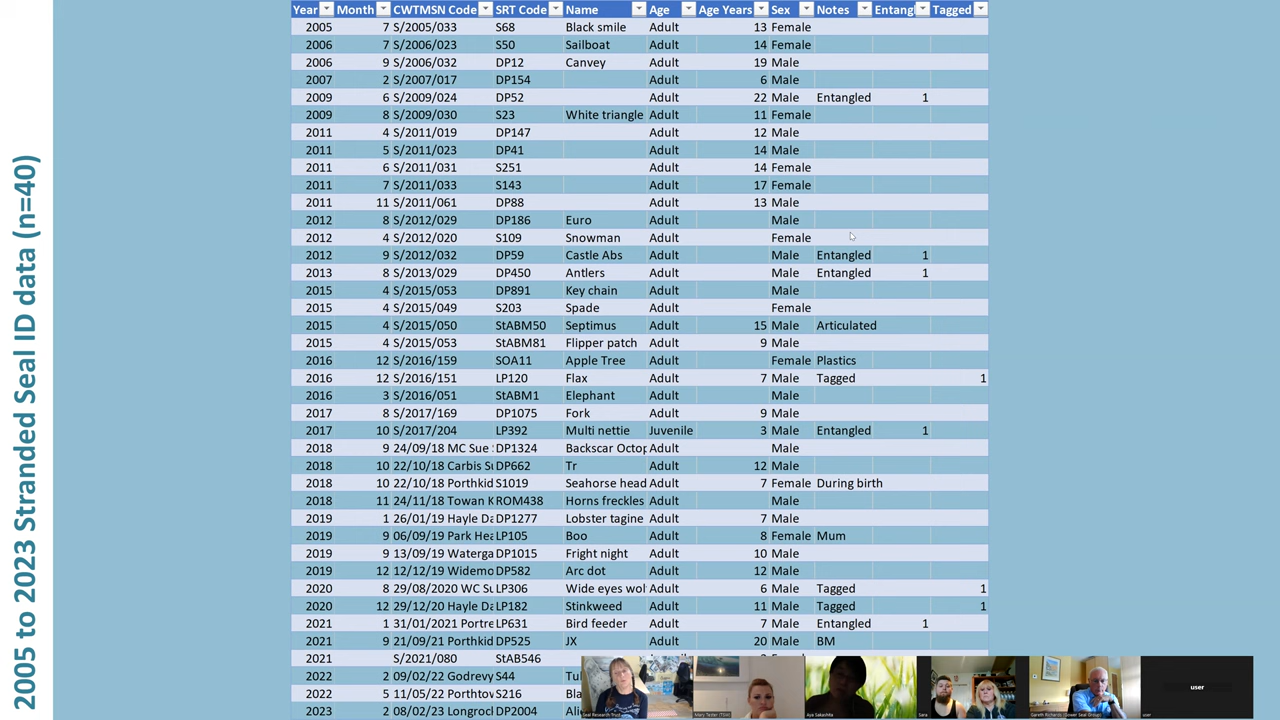 2005 to 2023 Stranded Seal ID data (n=40)
Year Month CWTMSN Code SRT Code Name Age Age Years Sex Notes Entangl Tagged
2005 7 S/2005/033 S68 Black smile Adult 13 Female
2006 7 S/2006/023 S50 Sailboat Adult 14 Female
2006 9 S/2006/032 DP12 Canvey Adult 19 Male
2007 2 S/2007/017 DP154 Adult 6 Male
2009 6 S/2009/024 DP52 Adult 22 Male Entangled 1
2009 8 S/2009/030 S23 White triangle Adult 11 Female
2011 4 S/2011/019 DP147 Adult 12 Male
2011 5 S/2011/023 DP41 Adult 14 Male
2011 6 S/2011/031 S251 Adult 14 Female
2011 7 S/2011/033 S143 Adult 17 Female
2011 11 S/2011/061 DP88 Adult 13 Male
2012 8 S/2012/029 DP186 Euro Adult Male
2012 4 S/2012/020 S109 Snowman Adult Female
2012 9 S/2012/032 DP59 Castle Abs Adult Male Entangled 1
2013 8 S/2013/029 DP450 Antlers Adult Male Entangled 1
2015 4 S/2015/053 DP891 Key chain Adult Male
2015 4 S/2015/049 S203 Spade Adult Female
2015 4 S/2015/050 StABM50 Septimus Adult 15 Male Articulated
2015 4 S/2015/053 StABM81 Flipper patch Adult 9 Male
2016 12 S/2016/159 SOA11 Apple Tree Adult Female Plastics
2016 12 S/2016/151 LP120 Flax Adult 7 Male Tagged 1
2016 3 S/2016/051 StABM1 Elephant Adult Male
2017 8 S/2017/169 DP1075 Fork Adult 9 Male
2017 10 S/2017/204 LP392 Multi nettie Juvenile 3 Male Entangled 1
2018 9 24/09/18 MC Sue DP1324 Backscar Octop Adult Male
2018 10 22/10/18 Carbis Su DP662 Tr Adult 12 Male
2018 10 22/10/18 Porthkid S1019 Seahorse head Adult 7 Female During birth
2018 11 24/11/18 Towan K ROM438 Horns freckles Adult Male
2019 1 26/01/19 Hayle Da DP1277 Lobster tagine Adult 7 Male
2019 9 06/09/19 Park Hea LP105 Boo Adult 8 Female Mum
2019 9 13/09/19 Waterga DP1015 Fright night Adult 10 Male
2019 12 12/12/19 Widemo DP582 Arc dot Adult 12 Male
2020 8 29/08/2020 WC Su LP306 Wide eyes wol Adult 6 Male Tagged 1
2020 12 29/12/20 Hayle Da LP182 Stinkweed Adult 11 Male Tagged 1
2021 1 31/01/2021 Portre LP631 Bird feeder Adult 7 Male Entangled 1
2021 9 21/09/21 Porthkid DP525 JX Adult 20 Male BM
2021 S/2021/080 StAB546
2022 2 09/02/22 Godrevy S44 Tul
2022 5 11/05/22 Porthtov S216 Bla
2023 2 08/02/23 Longrocl DP2004 Ali
Seal Research Trust
Sara
user
user